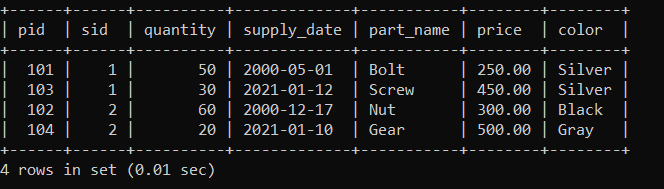 +------+------+----------+-------------+-----------+--------+--------+
| pid  | sid  | quantity | supply_date | part_name | price  | color  |
+------+------+----------+-------------+-----------+--------+--------+
|  101 |    1 |       50 | 2000-05-01  | Bolt      | 250.00 | Silver |
|  103 |    1 |       30 | 2021-01-12  | Screw     | 450.00 | Silver |
|  102 |    2 |       60 | 2000-12-17  | Nut       | 300.00 | Black  |
|  104 |    2 |       20 | 2021-01-10  | Gear      | 500.00 | Gray   |
+------+------+----------+-------------+-----------+--------+--------+
4 rows in set (0.01 sec)